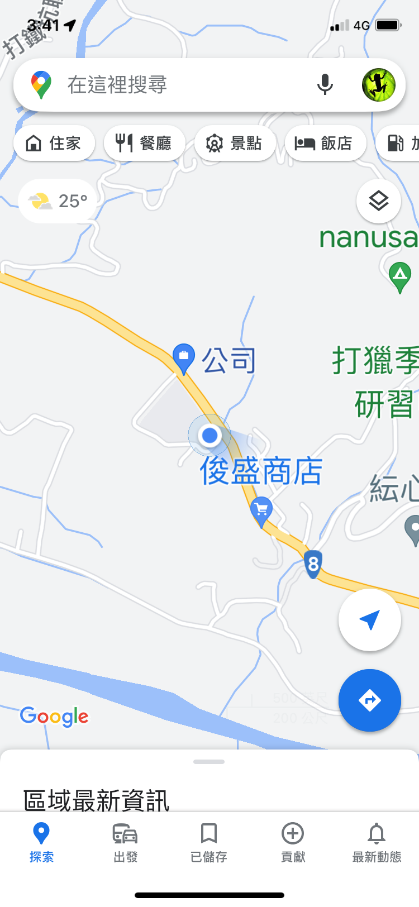 3:41
4G
在這裡搜尋
住家
餐廳
景點
飯店
25°
nanusa
公司
打獵季
研習
俊盛商店
8
Google
區域最新資訊
探索
出發
已儲存
貢獻
最新動態